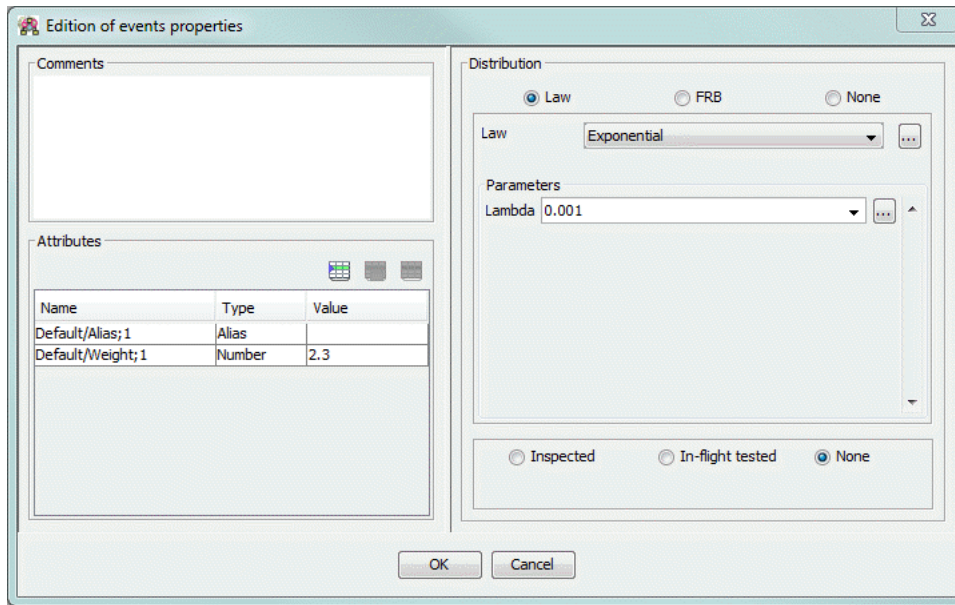 Edition of events properties
Comments
Attributes
Name Type Value
Default/Alias;1 Alias
Default/Weight;1 Number 2.3
Distribution
Law FRB None
Law Exponential ...
Parameters
Lambda 0.001 ...
Inspected In-flight tested None
OK Cancel